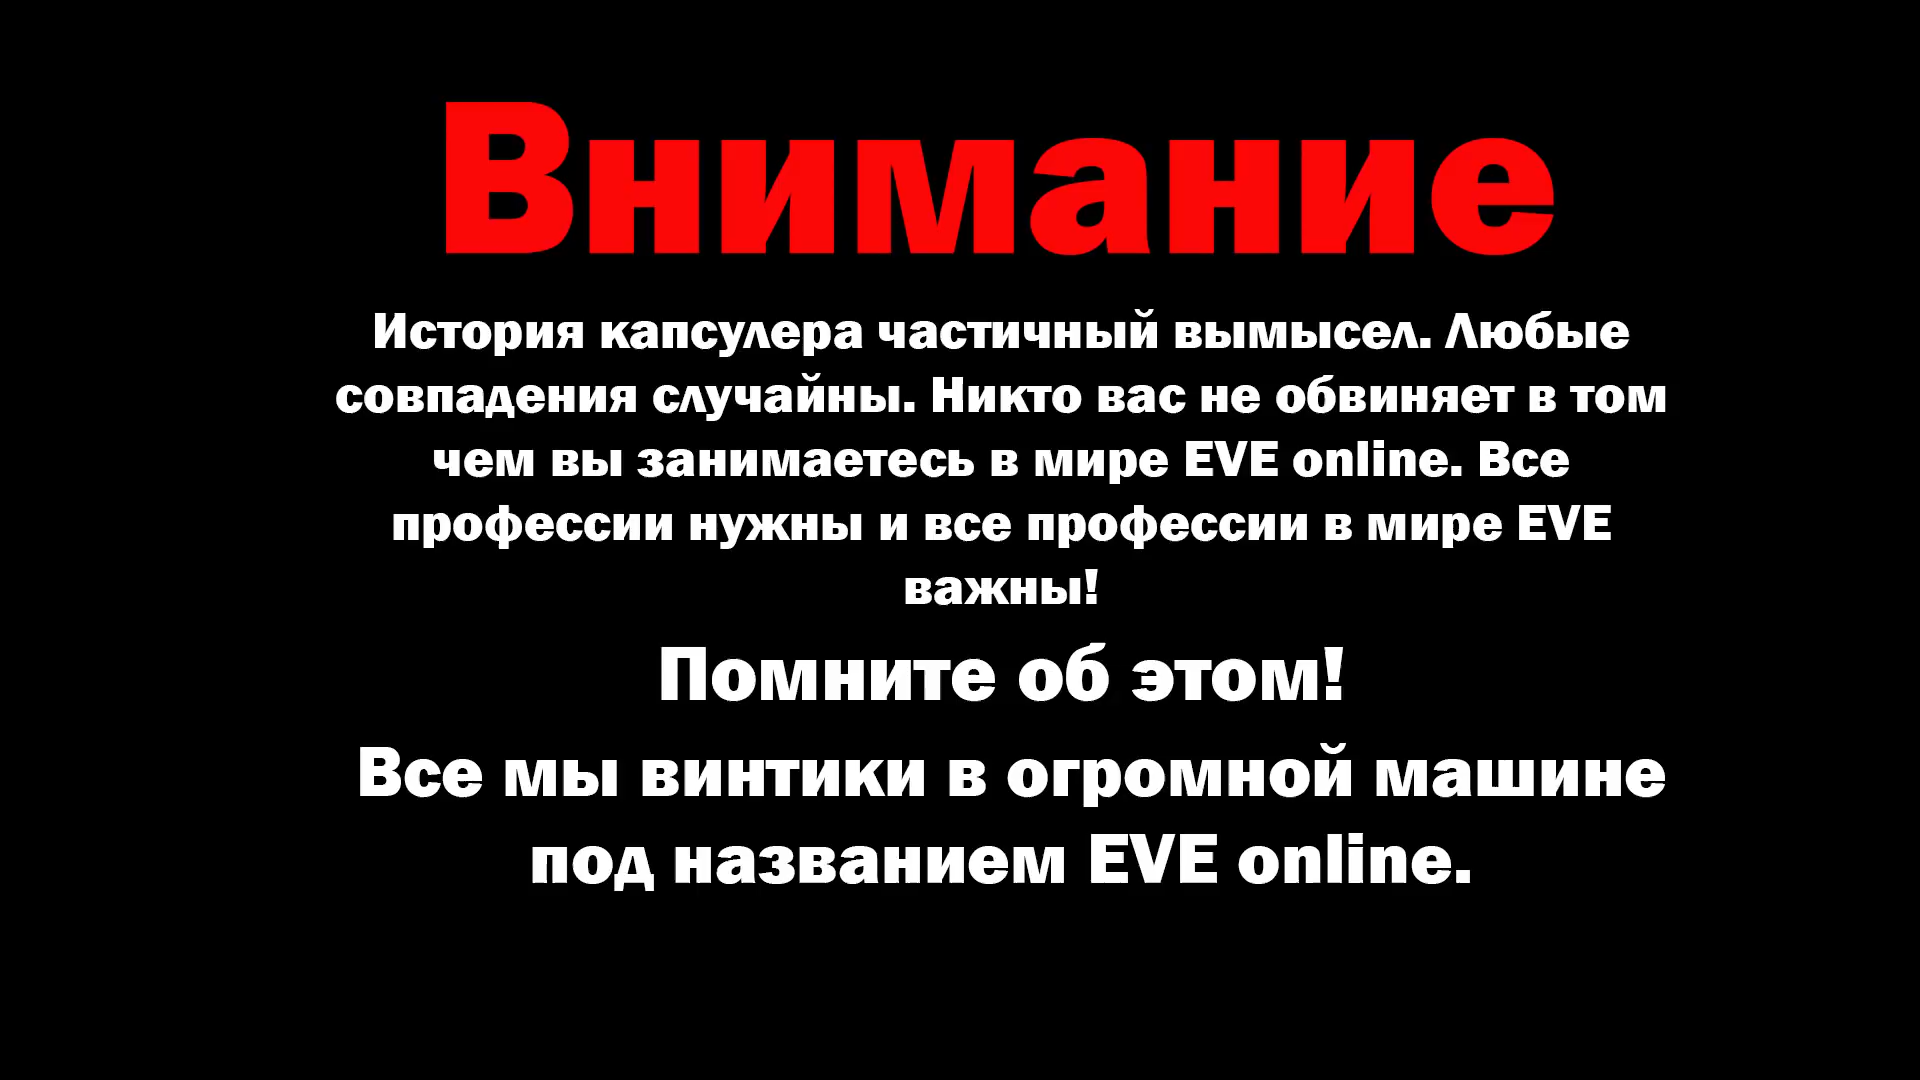 Внимание
История капсулера частичный вымысел. Любые
совпадения случайны. Никто вас не обвиняет в том
чем вы занимаетесь в мире EVE online. Все
профессии нужны и все профессии в мире EVE
важны!
Помните об этом!
Все мы винтики в огромной машине
под названием EVE online.